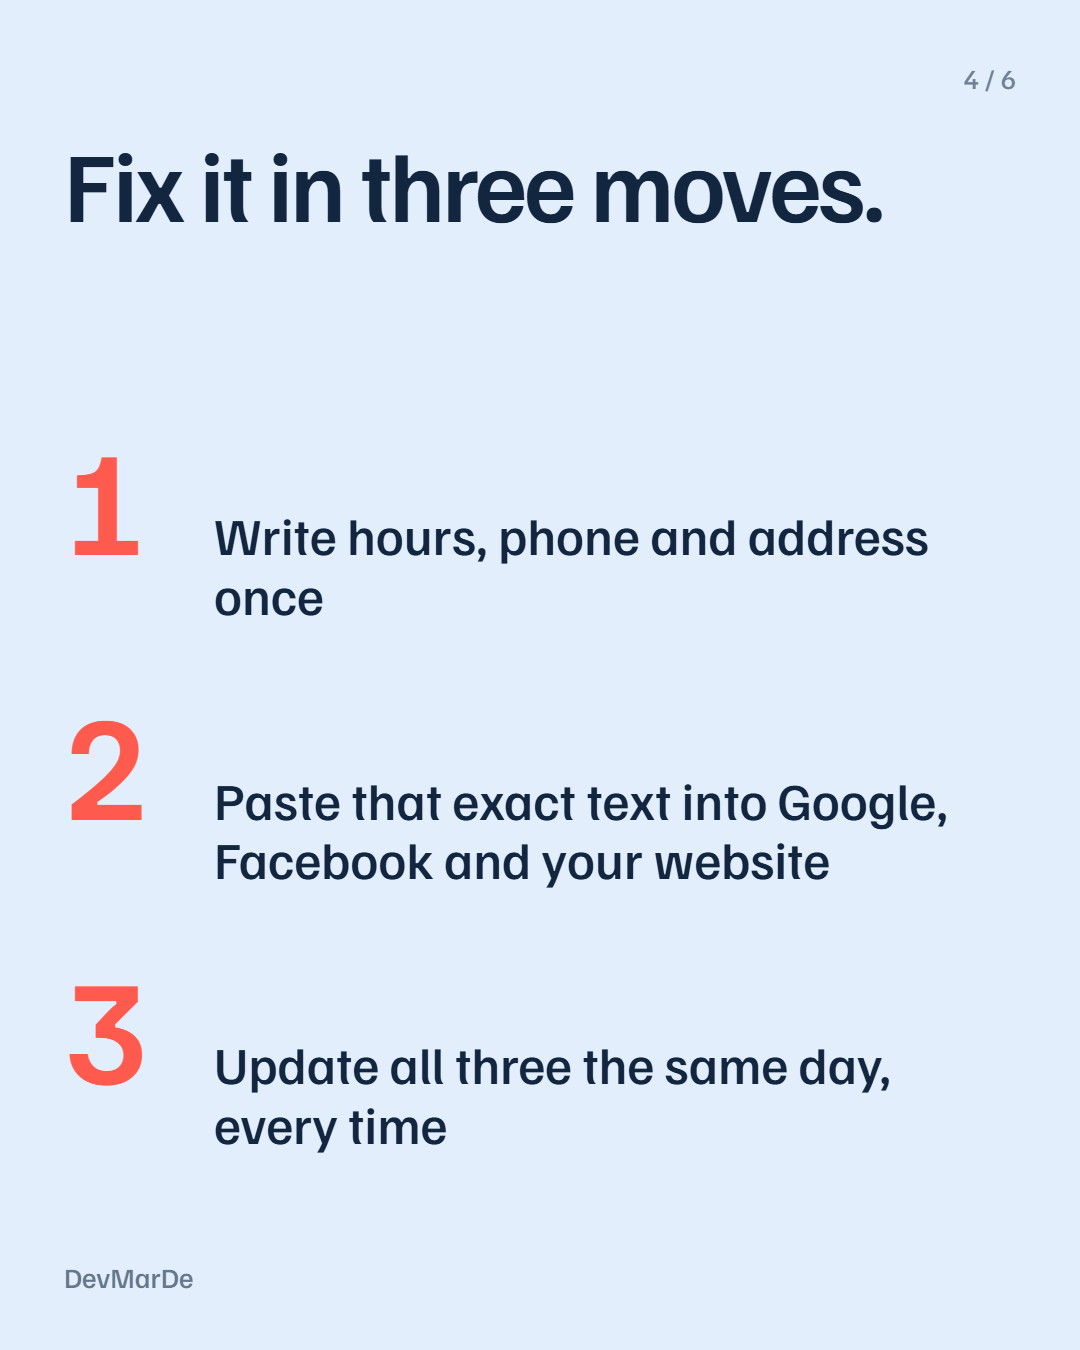 4 / 6
Fix it in three moves.
1
Write hours, phone and address
once
2
Paste that exact text into Google,
Facebook and your website
3
Update all three the same day,
every time
DevMarDe